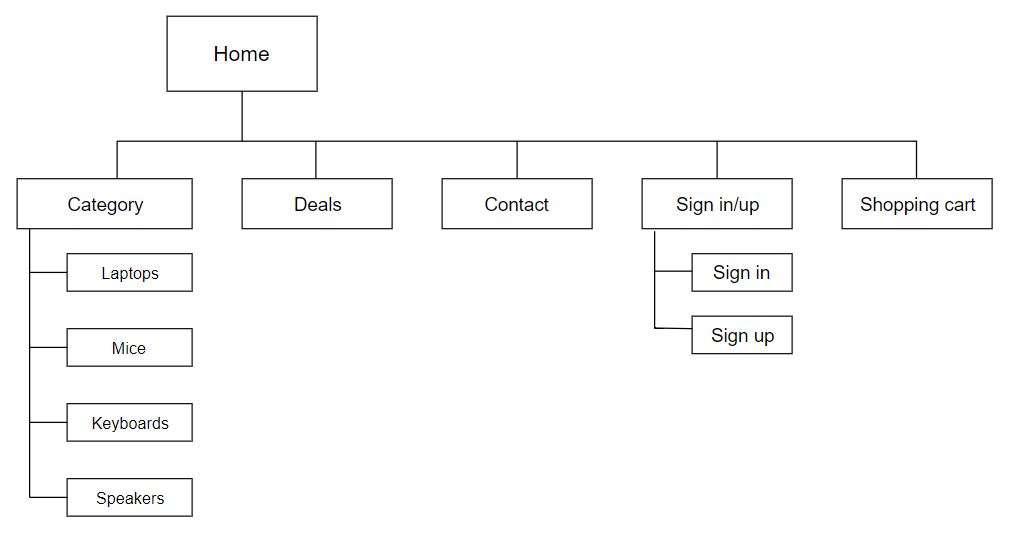 Home
Category
Deals
Contact
Sign in/up
Shopping cart
Laptops
Mice
Keyboards
Speakers
Sign in
Sign up